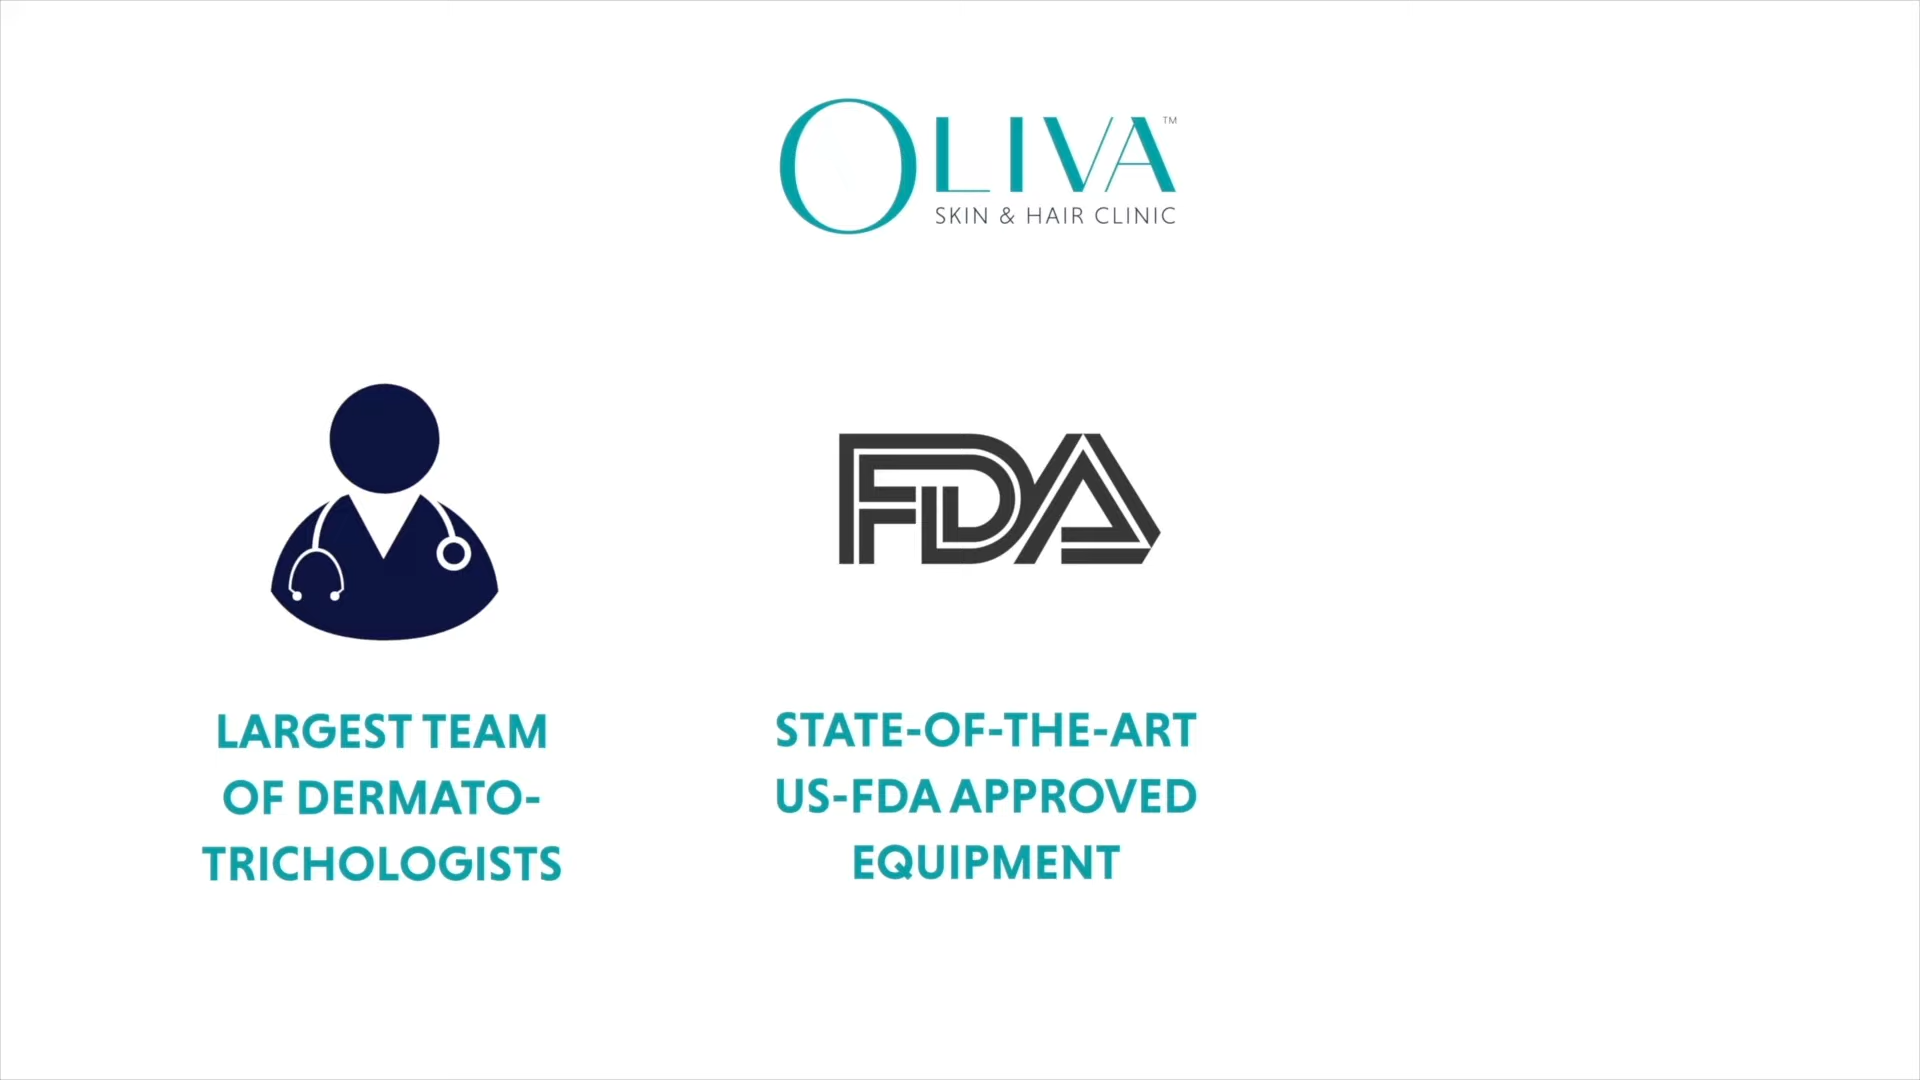 OLIVA™
SKIN & HAIR CLINIC
FDA
LARGEST TEAM
OF DERMATO-
TRICHOLOGISTS
STATE-OF-THE-ART
US-FDA APPROVED
EQUIPMENT